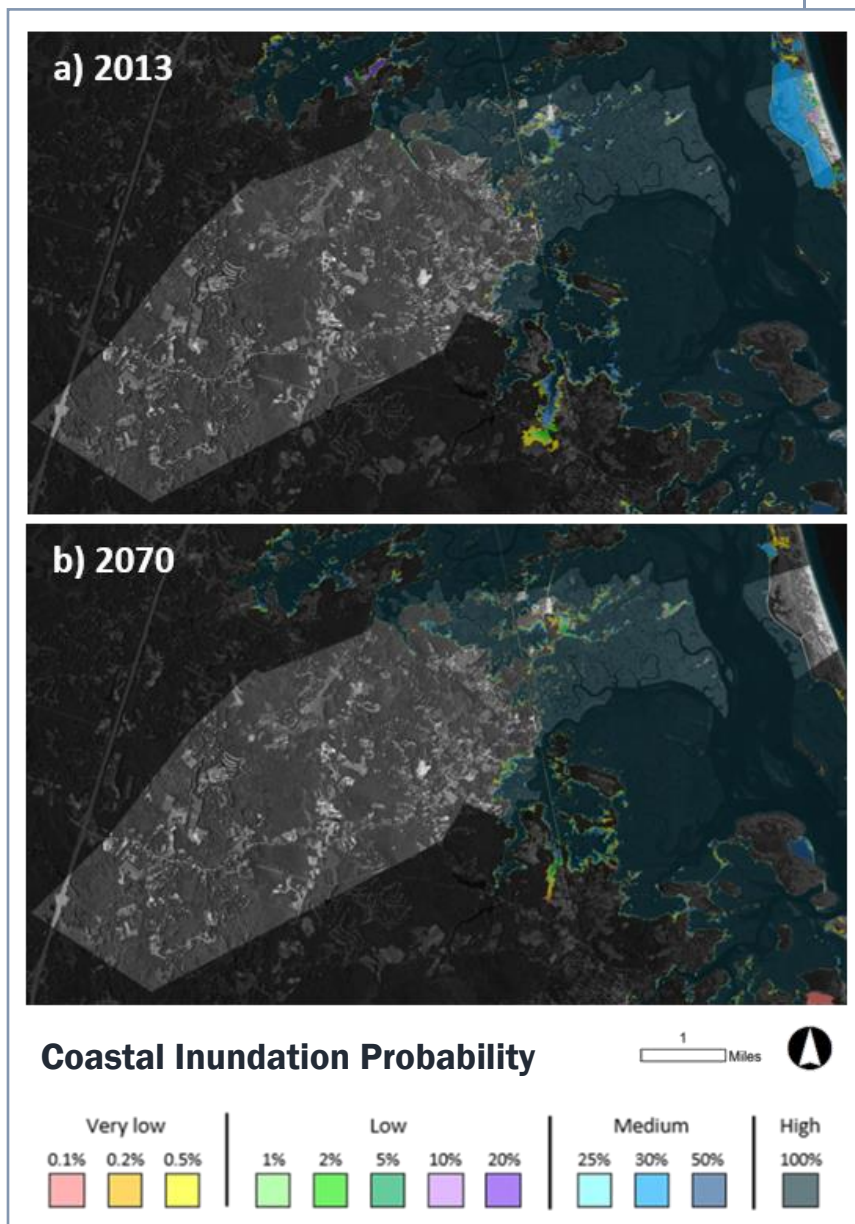 a) 2013
b) 2070
Coastal Inundation Probability
1
Miles
Very low
Low
Medium
High
0.1% 0.2% 0.5% 1% 2% 5% 10% 20% 25% 30% 50% 100%